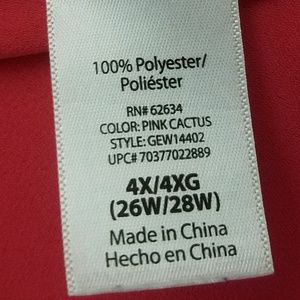 100% Polyester/
Poliéster
RN# 62634
COLOR: PINK CACTUS
STYLE: GEW14402
UPC# 70377022889
4X/4XG
(26W/28W)
Made in China
Hecho en China